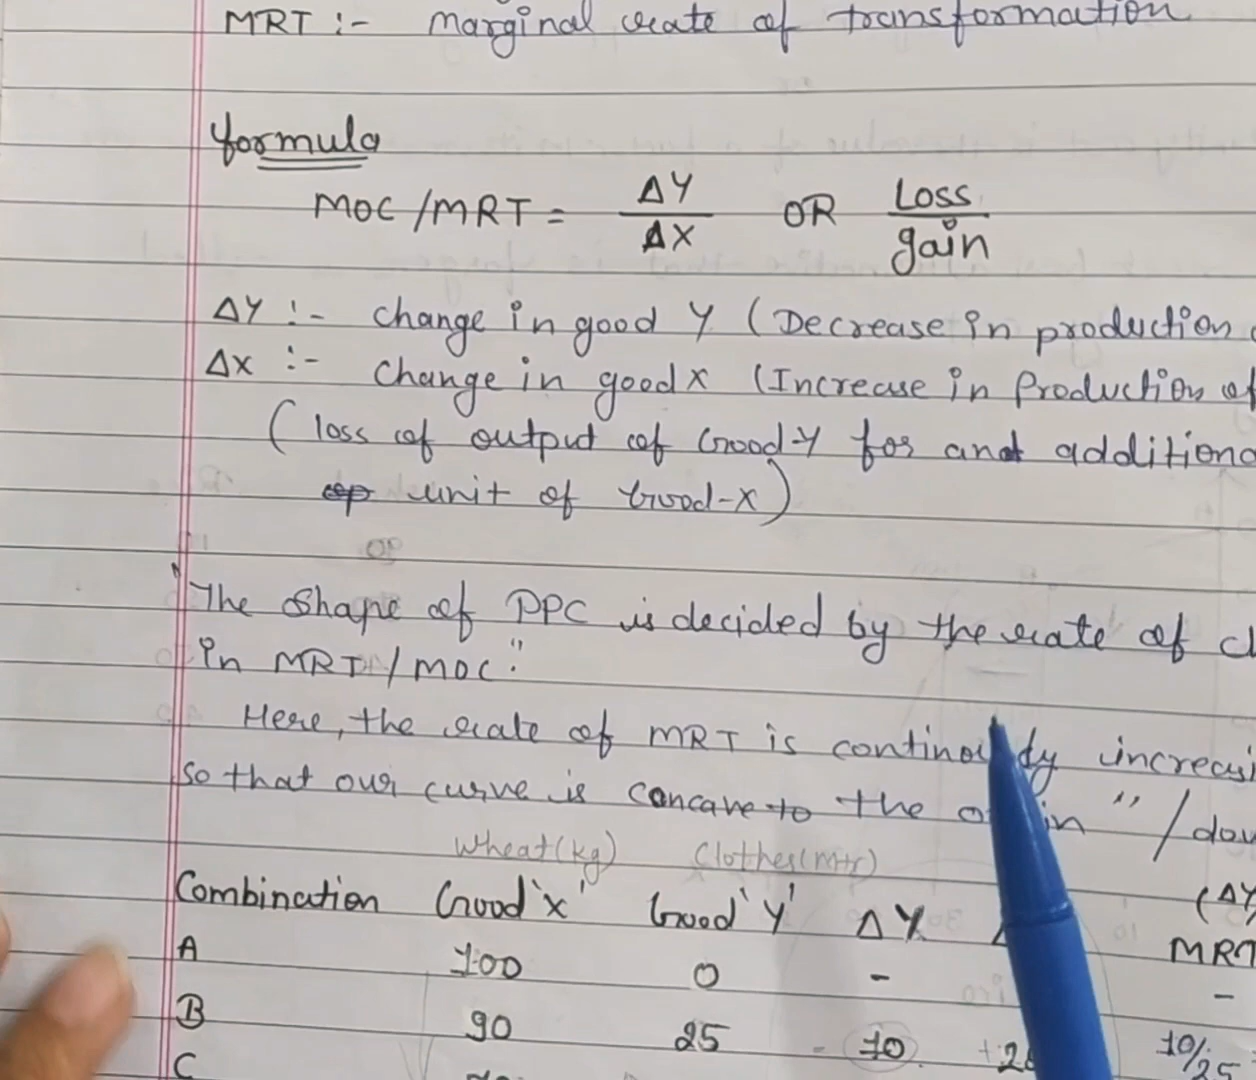 MRT :- Marginal rate of transformation
formula
MOC/MRT = ΔY/ΔX OR Loss/gain
ΔY :- change in good Y (Decrease in production
ΔX :- Change in good X (Increase in Production of
(loss of output of Good-Y for and additiona
unit of Good-X)
"The Shape of PPC is decided by the rate of c
in MRT/MOC."
Here, the rate of MRT is increasi
so that our curve is Concave to the " /dow
Wheat(kg) Clothes(mtr)
Combination Good 'X' Good 'Y' ΔY (ΔY MRT
A 100 0 - -
B 90 25 -10 10/25
C